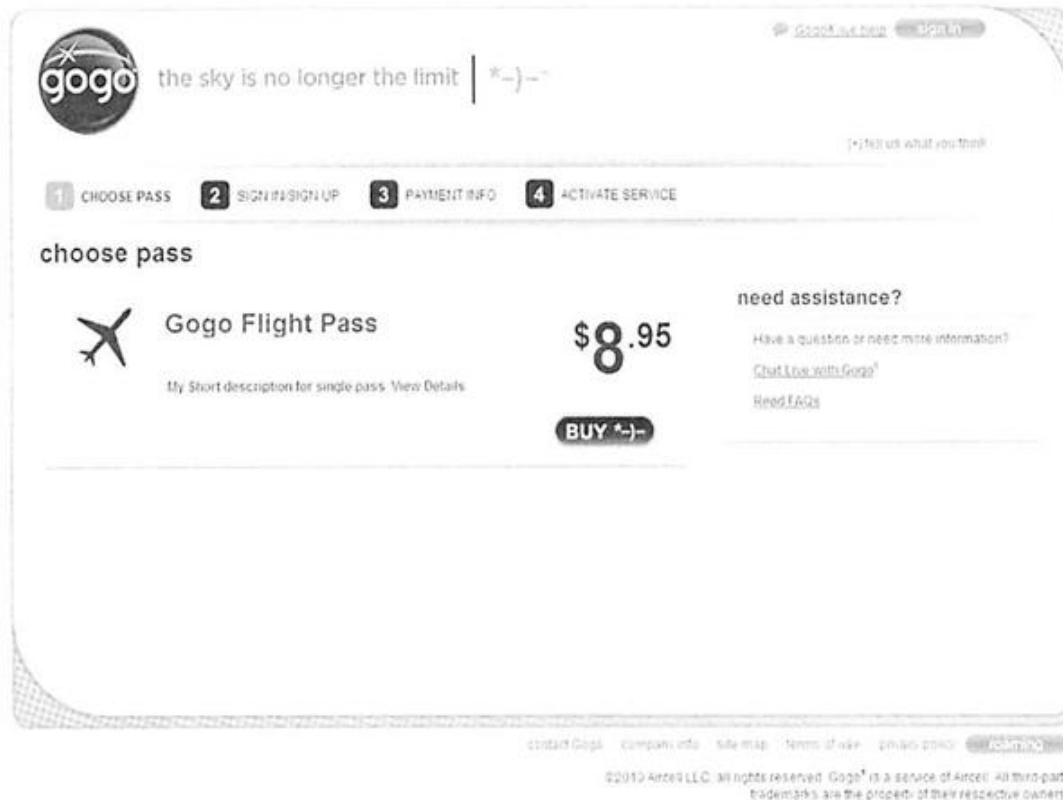 sign in
gogo
the sky is no longer the limit | *-)--
[+] tell us what you think
1 CHOOSE PASS 2 SIGN IN/SIGN UP 3 PAYMENT INFO 4 ACTIVATE SERVICE
choose pass
Gogo Flight Pass
$8.95
My Short description for single pass. View Details
BUY *-)-
need assistance?
Have a question or need more information?
Chat Live with Gogo
Read FAQs
contact Gogo company info site map terms of use privacy policy roaming
©2010 Aircell LLC. all rights reserved. Gogo is a service of Aircell. All third-part
trademarks are the property of their respective owners